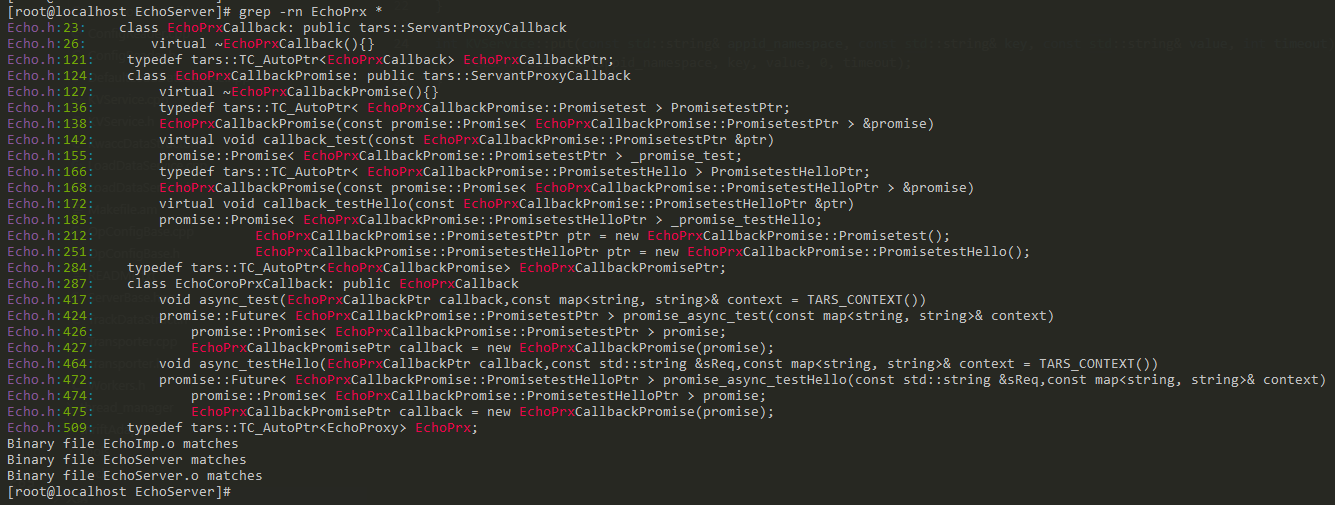 [root@localhost EchoServer]# grep -rn EchoPrx *
Echo.h:23:    class EchoPrxCallback: public tars::ServantProxyCallback
Echo.h:26:        virtual ~EchoPrxCallback(){}
Echo.h:121:    typedef tars::TC_AutoPtr<EchoPrxCallback> EchoPrxCallbackPtr;
Echo.h:124:    class EchoPrxCallbackPromise: public tars::ServantProxyCallback
Echo.h:127:        virtual ~EchoPrxCallbackPromise(){}
Echo.h:136:        typedef tars::TC_AutoPtr< EchoPrxCallbackPromise::Promisetest > PromisetestPtr;
Echo.h:138:        EchoPrxCallbackPromise(const promise::Promise< EchoPrxCallbackPromise::PromisetestPtr > &promise)
Echo.h:142:        virtual void callback_test(const EchoPrxCallbackPromise::PromisetestPtr &ptr)
Echo.h:155:        promise::Promise< EchoPrxCallbackPromise::PromisetestPtr > _promise_test;
Echo.h:166:        typedef tars::TC_AutoPtr< EchoPrxCallbackPromise::PromisetestHello > PromisetestHelloPtr;
Echo.h:168:        EchoPrxCallbackPromise(const promise::Promise< EchoPrxCallbackPromise::PromisetestHelloPtr > &promise)
Echo.h:172:        virtual void callback_testHello(const EchoPrxCallbackPromise::PromisetestHelloPtr &ptr)
Echo.h:185:        promise::Promise< EchoPrxCallbackPromise::PromisetestHelloPtr > _promise_testHello;
Echo.h:212:                    EchoPrxCallbackPromise::PromisetestPtr ptr = new EchoPrxCallbackPromise::Promisetest();
Echo.h:251:                    EchoPrxCallbackPromise::PromisetestHelloPtr ptr = new EchoPrxCallbackPromise::PromisetestHello();
Echo.h:284:    typedef tars::TC_AutoPtr<EchoPrxCallbackPromise> EchoPrxCallbackPromisePtr;
Echo.h:287:    class EchoCoroPrxCallback: public EchoPrxCallback
Echo.h:417:        void async_test(EchoPrxCallbackPtr callback,const map<string, string>& context = TARS_CONTEXT())
Echo.h:424:        promise::Future< EchoPrxCallbackPromise::PromisetestPtr > promise_async_test(const map<string, string>& context)
Echo.h:426:            promise::Promise< EchoPrxCallbackPromise::PromisetestPtr > promise;
Echo.h:427:            EchoPrxCallbackPromisePtr callback = new EchoPrxCallbackPromise(promise);
Echo.h:464:        void async_testHello(EchoPrxCallbackPtr callback,const std::string &sReq,const map<string, string>& context = TARS_CONTEXT())
Echo.h:472:        promise::Future< EchoPrxCallbackPromise::PromisetestHelloPtr > promise_async_testHello(const std::string &sReq,const map<string, string>& context)
Echo.h:474:            promise::Promise< EchoPrxCallbackPromise::PromisetestHelloPtr > promise;
Echo.h:475:            EchoPrxCallbackPromisePtr callback = new EchoPrxCallbackPromise(promise);
Echo.h:509:    typedef tars::TC_AutoPtr<EchoProxy> EchoPrx;
Binary file EchoImp.o matches
Binary file EchoServer matches
Binary file EchoServer.o matches
[root@localhost EchoServer]#